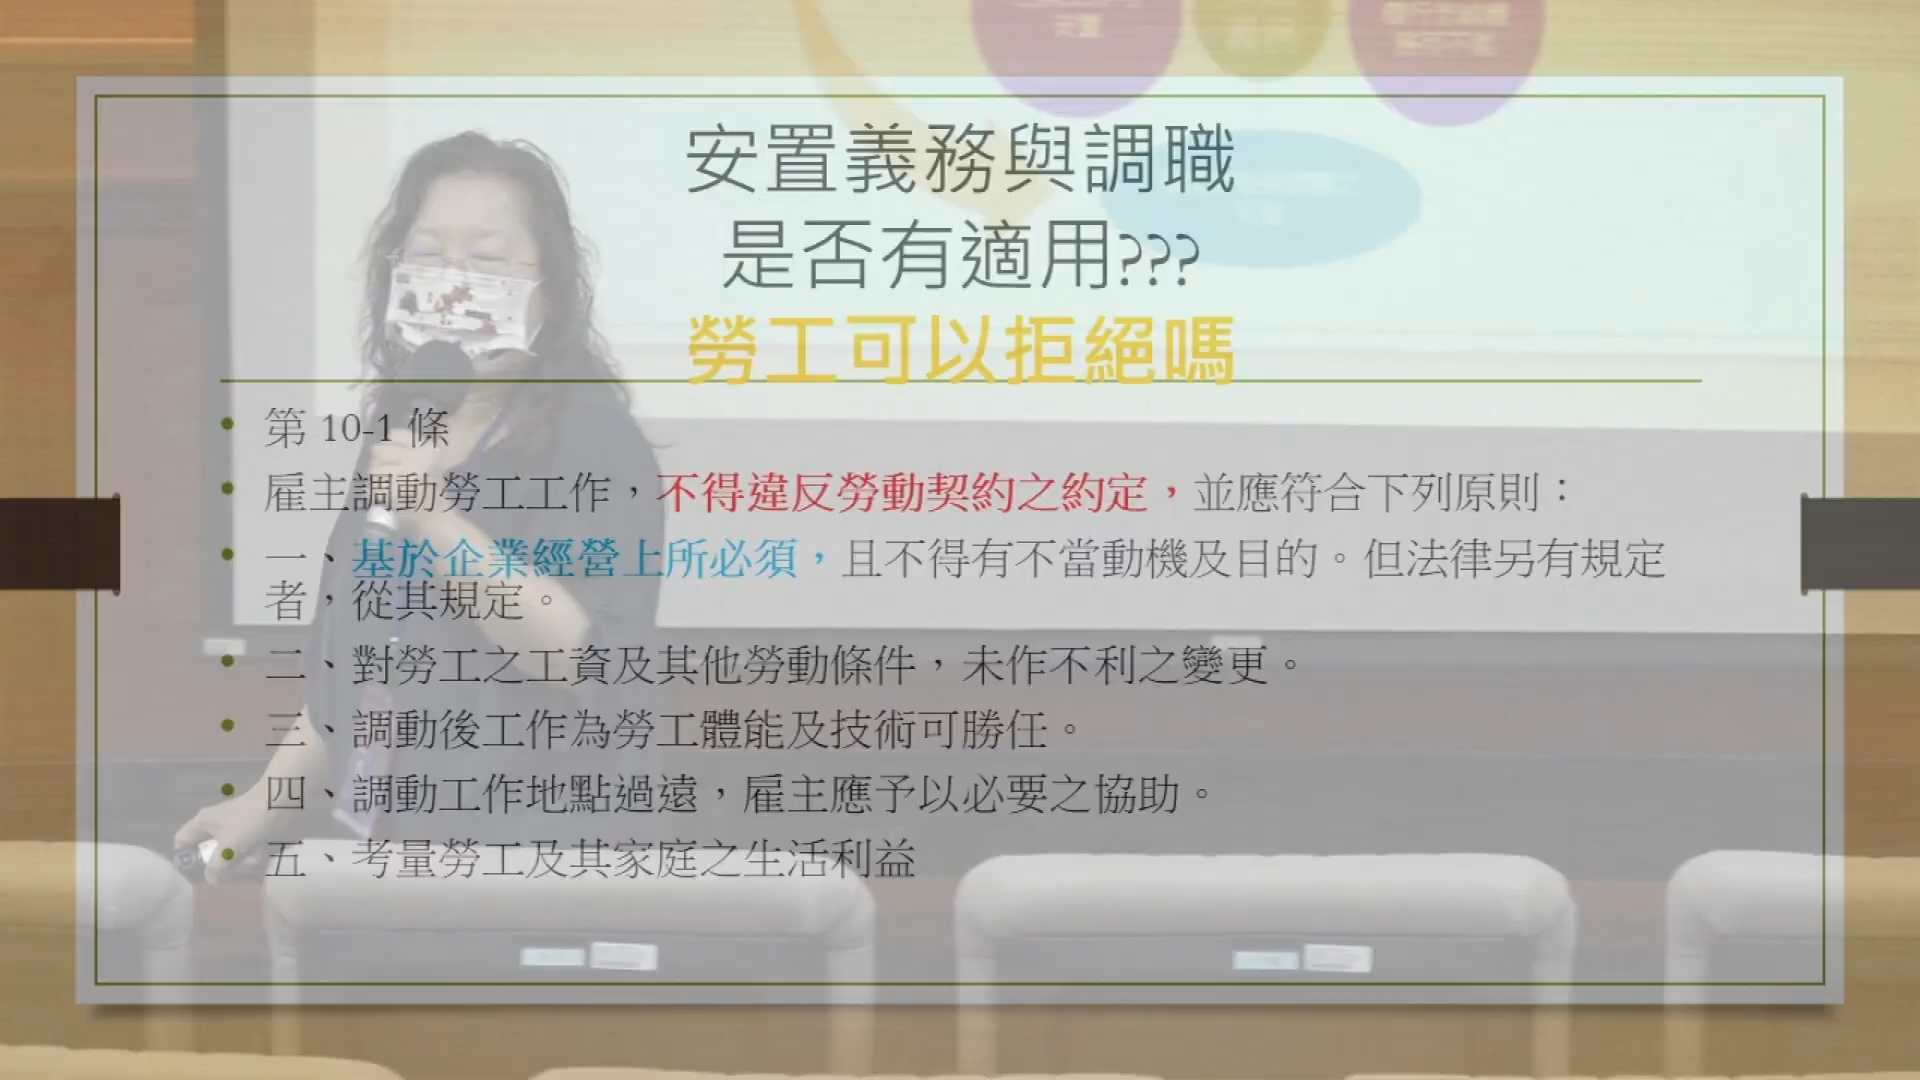 安置義務與調職
是否有適用???
勞工可以拒絕嗎
• 第 10-1 條
• 雇主調動勞工工作，不得違反勞動契約之約定，並應符合下列原則：
• 一、基於企業經營上所必須，且不得有不當動機及目的。但法律另有規定
者，從其規定。
• 二、對勞工之工資及其他勞動條件，未作不利之變更。
• 三、調動後工作為勞工體能及技術可勝任。
• 四、調動工作地點過遠，雇主應予以必要之協助。
• 五、考量勞工及其家庭之生活利益